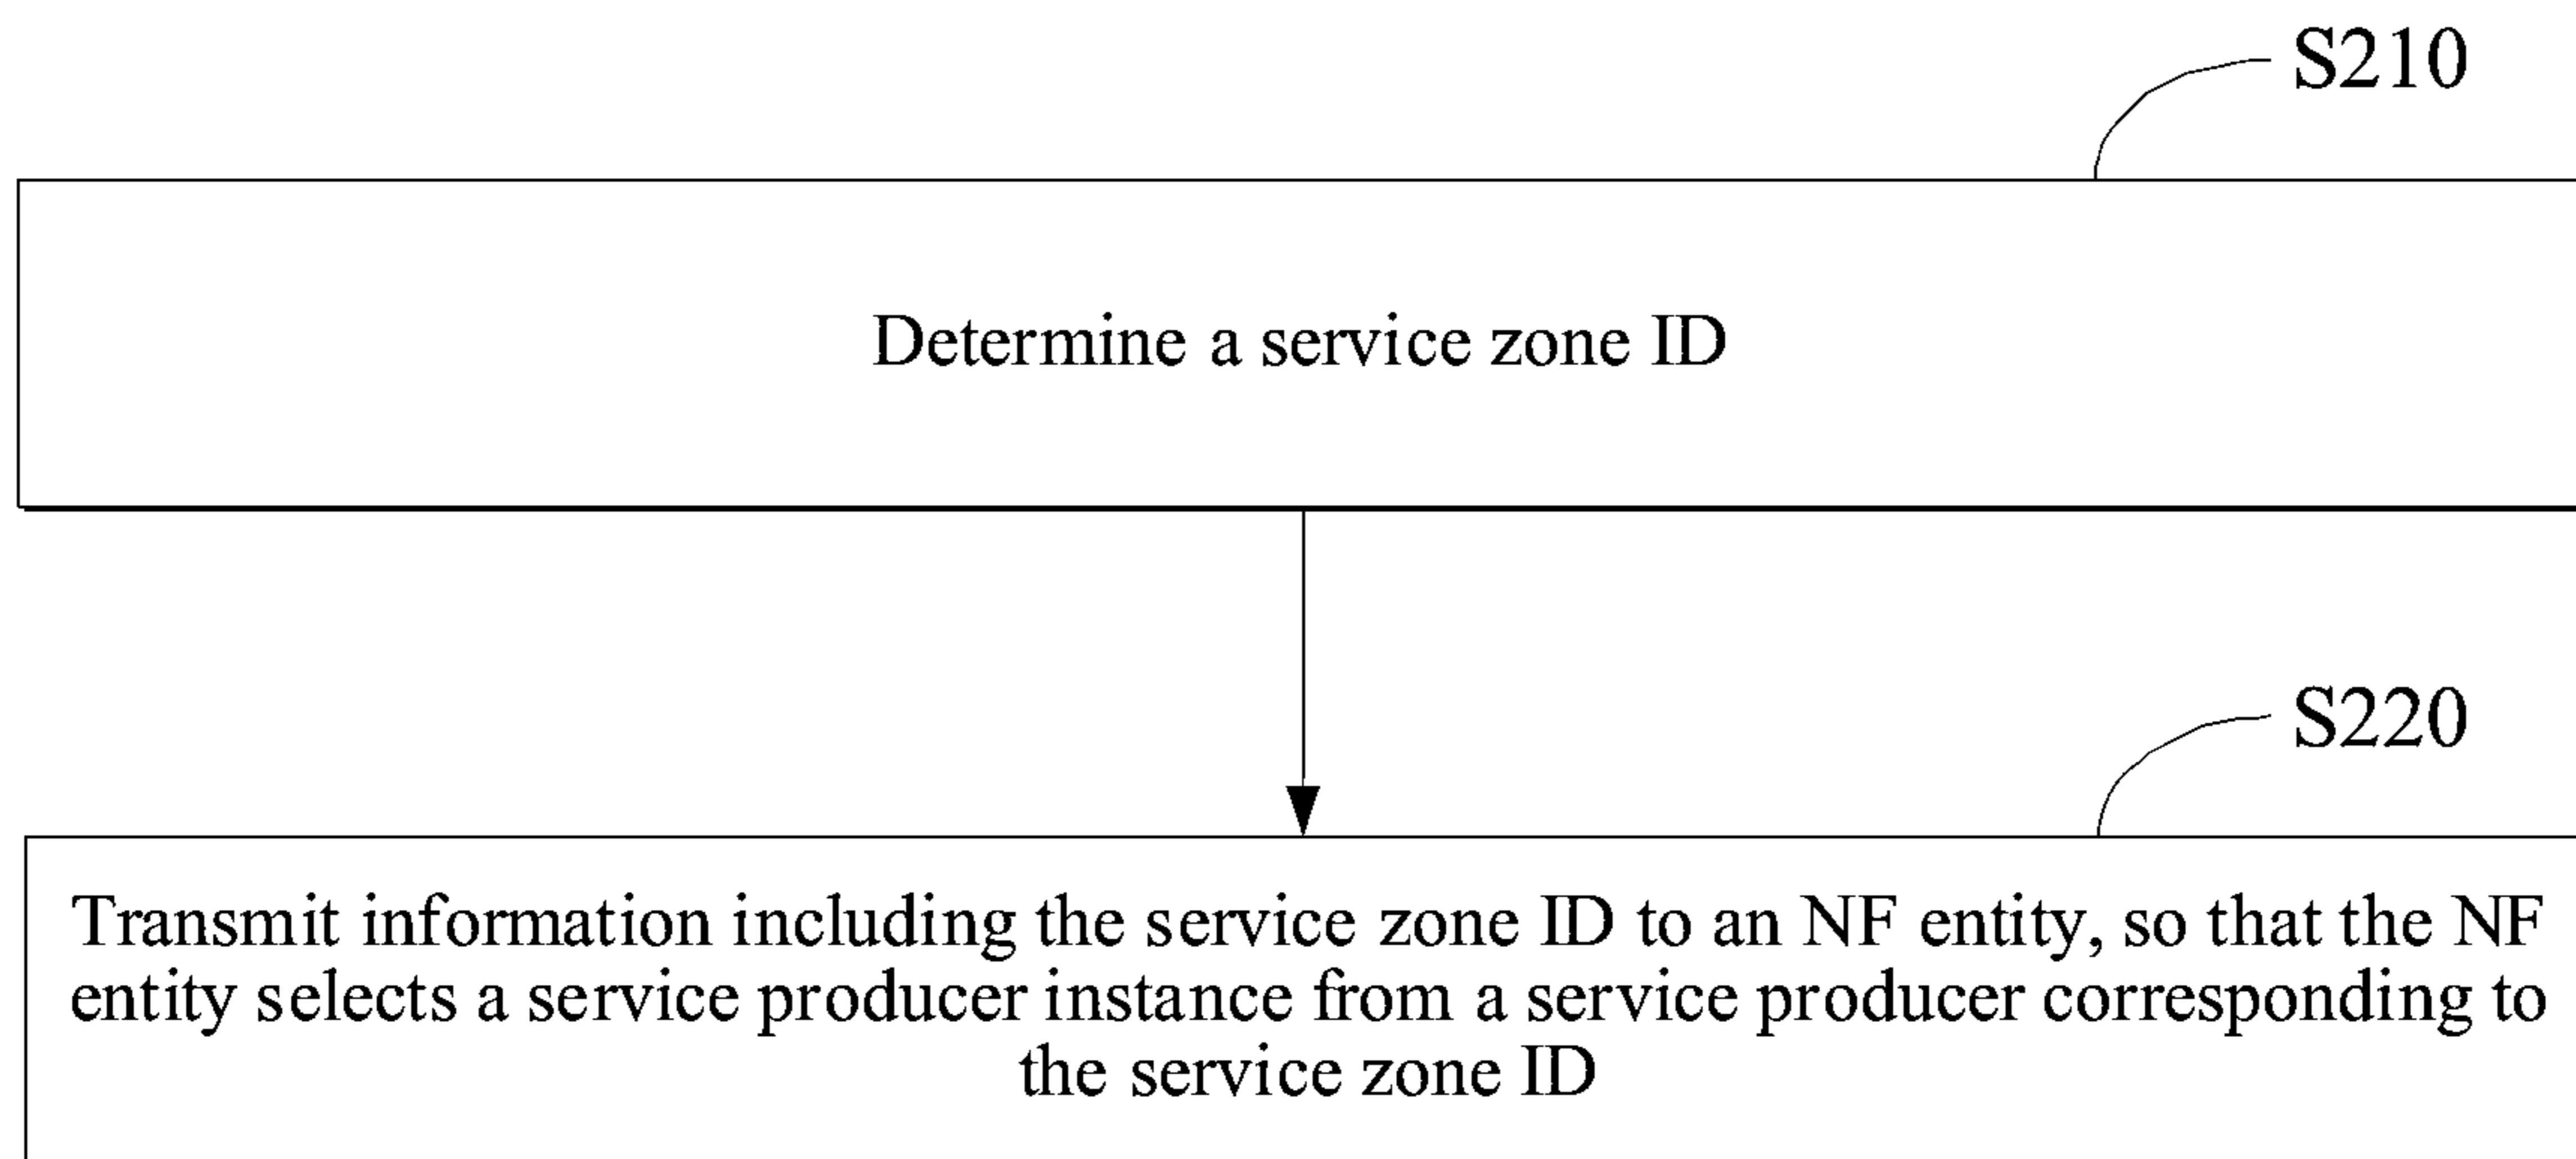 S210
Determine a service zone ID
S220
Transmit information including the service zone ID to an NF entity, so that the NF
entity selects a service producer instance from a service producer corresponding to
the service zone ID